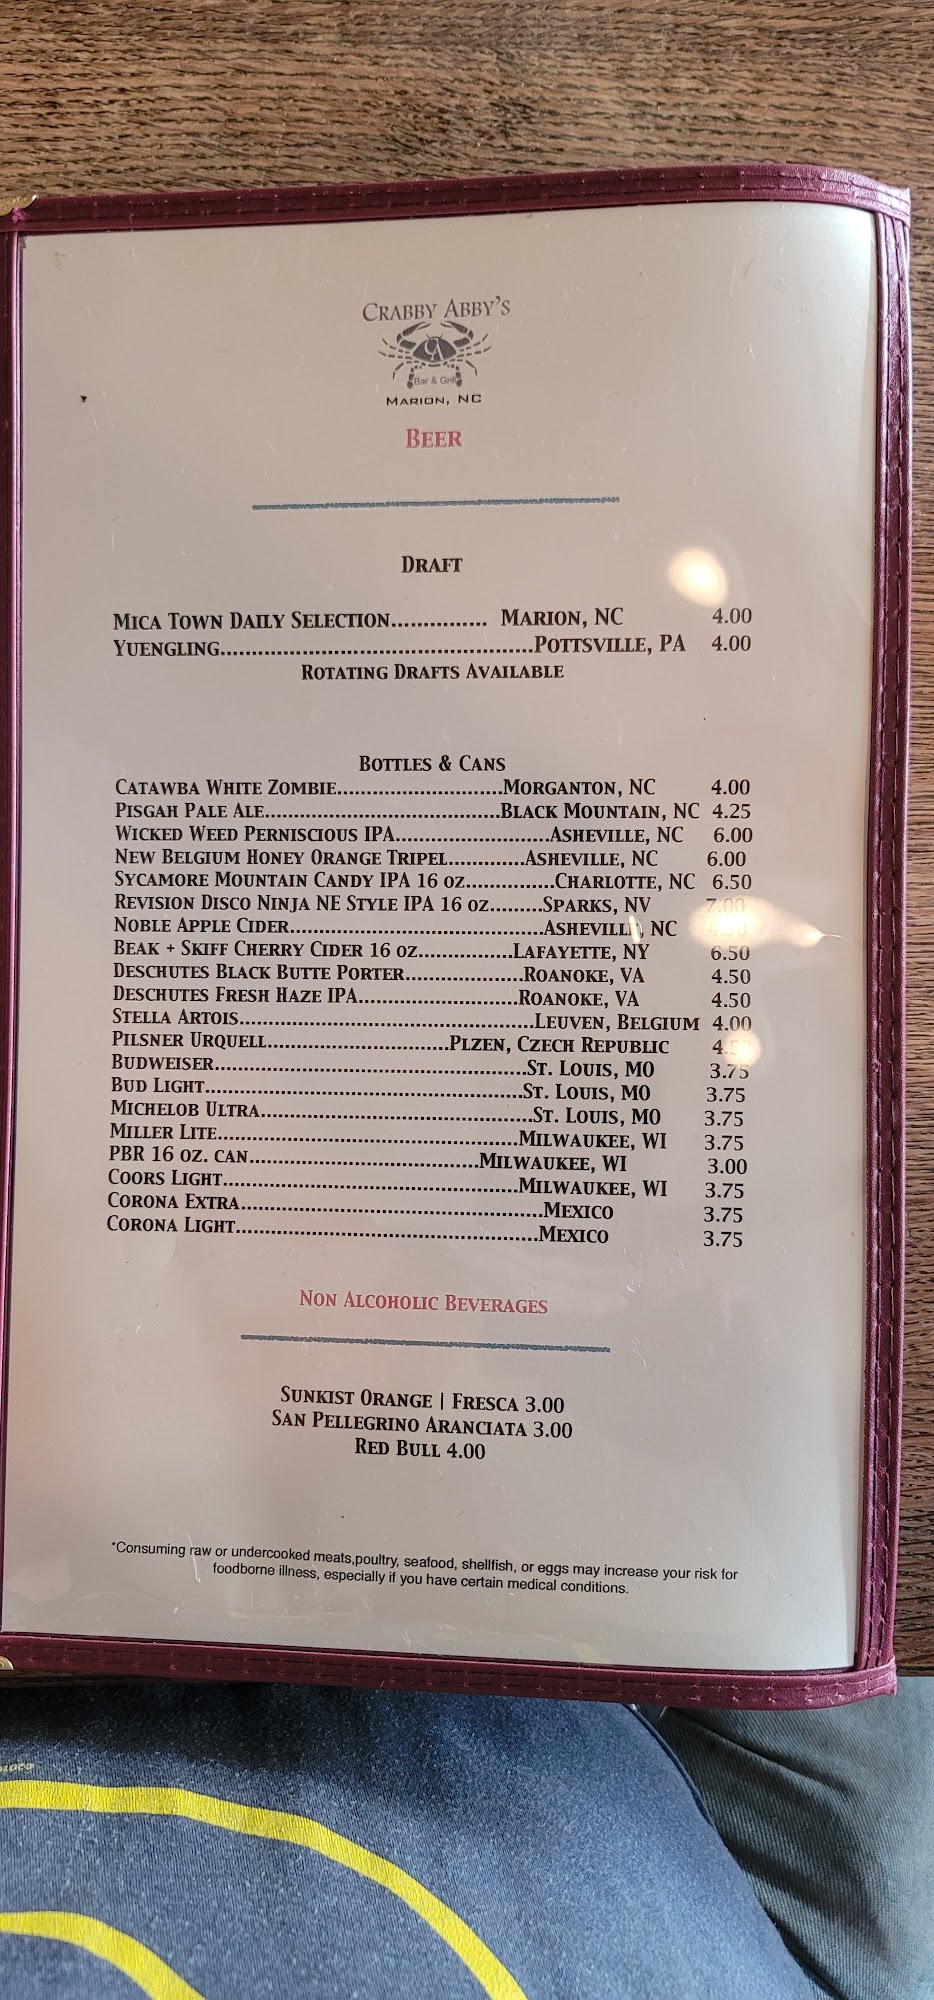 Crabby Abby's
CA
Bar & Grill
Marion, NC
Beer
Draft
Mica Town Daily Selection............... Marion, NC 4.00
Yuengling................................................Pottsville, PA 4.00
Rotating Drafts Available
Bottles & Cans
Catawba White Zombie.........................Morganton, NC 4.00
Pisgah Pale Ale....................................Black Mountain, NC 4.25
Wicked Weed Perniscious IPA.......................Asheville, NC 6.00
New Belgium Honey Orange Tripel............Asheville, NC 6.00
Sycamore Mountain Candy IPA 16 oz..............Charlotte, NC 6.50
Revision Disco Ninja NE Style IPA 16 oz.........Sparks, NV 7.00
Noble Apple Cider.......................................Asheville, NC
Beak + Skiff Cherry Cider 16 oz...............Lafayette, NY 6.50
Deschutes Black Butte Porter..................Roanoke, VA 4.50
Deschutes Fresh Haze IPA........................Roanoke, VA 4.50
Stella Artois.............................................Leuven, Belgium 4.00
Pilsner Urquell...........................Plzen, Czech Republic 4.50
Budweiser...............................................St. Louis, MO 3.75
Bud Light................................................St. Louis, MO 3.75
Michelob Ultra.........................................St. Louis, MO 3.75
Miller Lite..............................................Milwaukee, WI 3.75
PBR 16 oz. can...................................Milwaukee, WI 3.00
Coors Light.............................................Milwaukee, WI 3.75
Corona Extra..............................................Mexico 3.75
Corona Light..............................................Mexico 3.75
Non Alcoholic Beverages
Sunkist Orange | Fresca 3.00
San Pellegrino Aranciata 3.00
Red Bull 4.00
*Consuming raw or undercooked meats,poultry, seafood, shellfish, or eggs may increase your risk for
foodborne illness, especially if you have certain medical conditions.